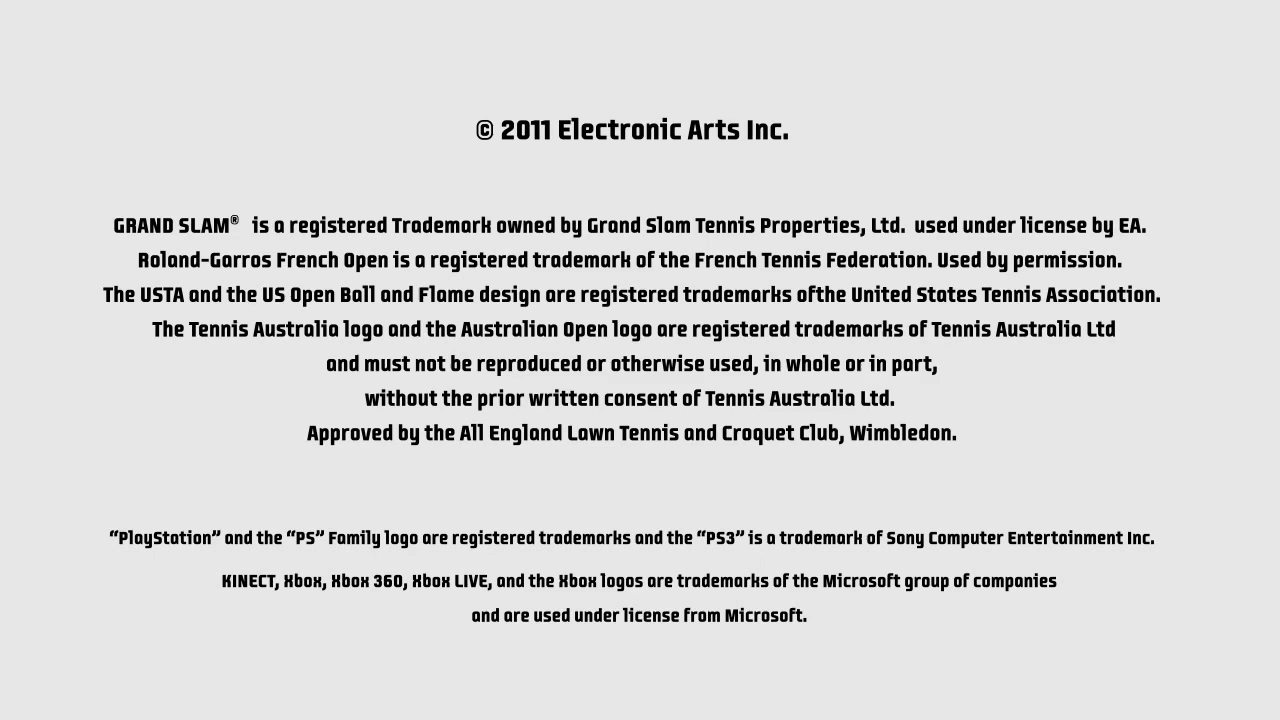 © 2011 Electronic Arts Inc.
GRAND SLAM® is a registered Trademark owned by Grand Slam Tennis Properties, Ltd. used under license by EA.
Roland-Garros French Open is a registered trademark of the French Tennis Federation. Used by permission.
The USTA and the US Open Ball and Flame design are registered trademarks ofthe United States Tennis Association.
The Tennis Australia logo and the Australian Open logo are registered trademarks of Tennis Australia Ltd
and must not be reproduced or otherwise used, in whole or in part,
without the prior written consent of Tennis Australia Ltd.
Approved by the All England Lawn Tennis and Croquet Club, Wimbledon.
“PlayStation” and the “PS” Family logo are registered trademarks and the “PS3” is a trademark of Sony Computer Entertainment Inc.
KINECT, Xbox, Xbox 360, Xbox LIVE, and the Xbox logos are trademarks of the Microsoft group of companies
and are used under license from Microsoft.